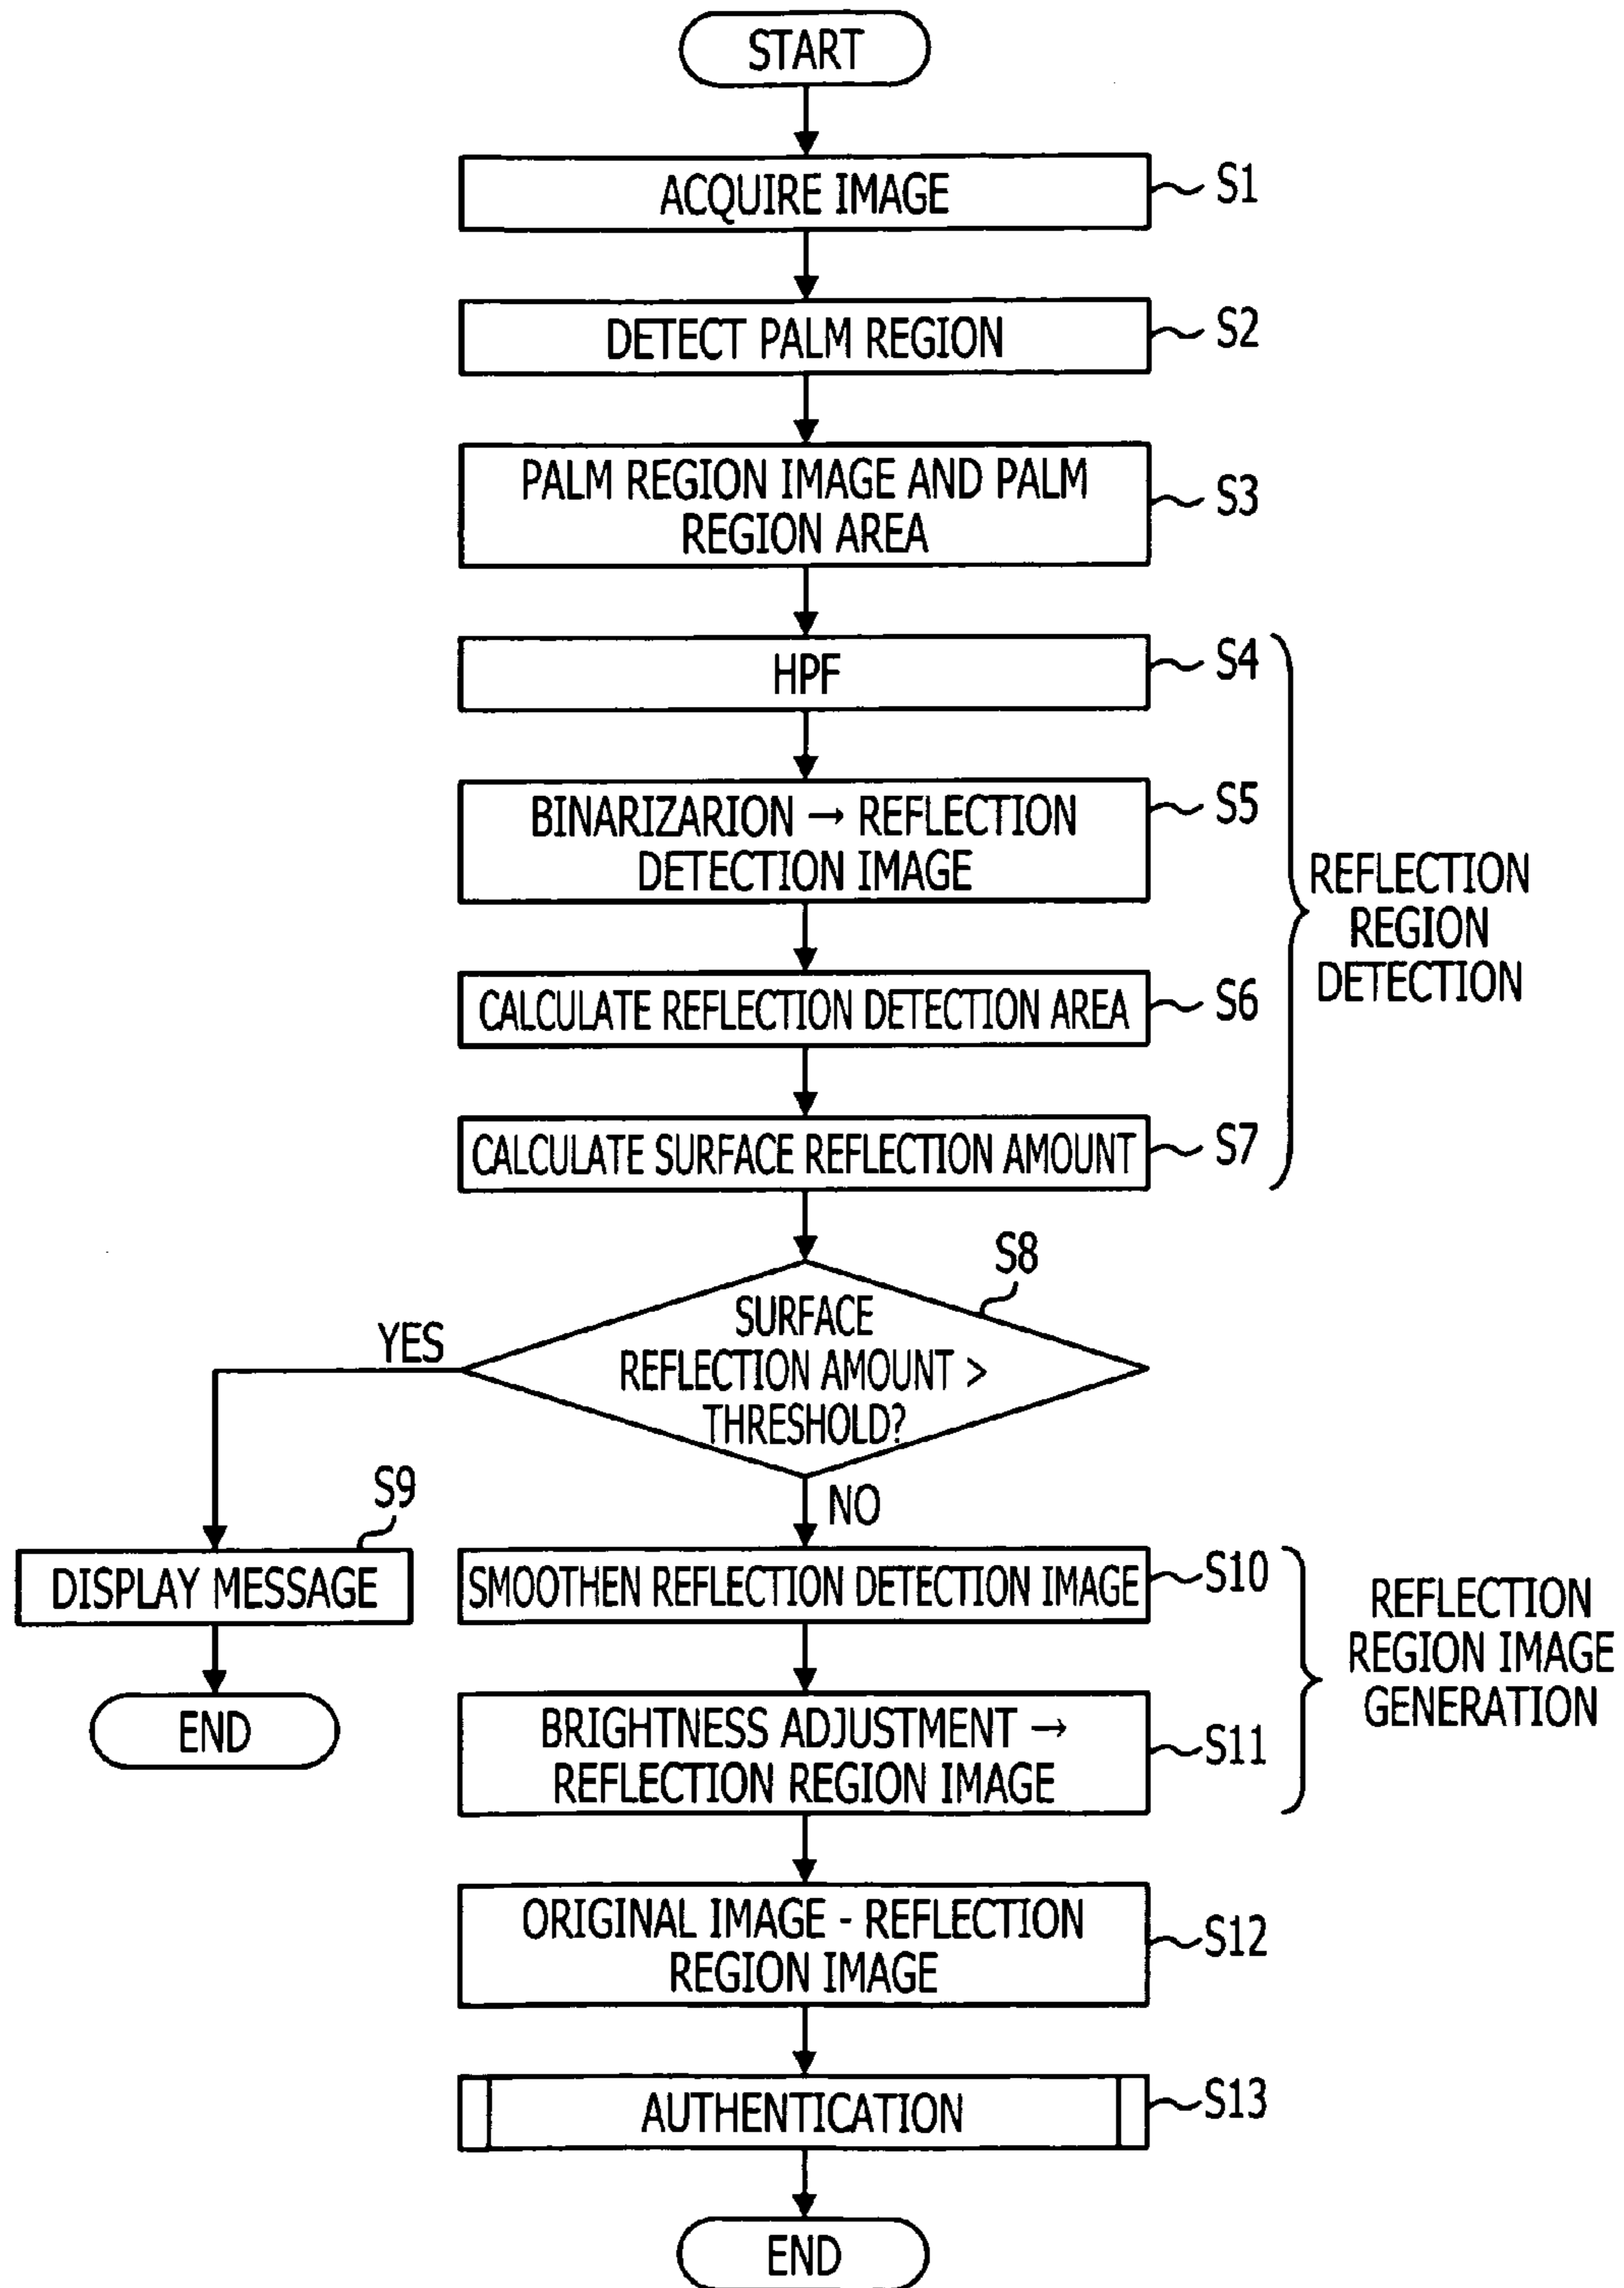 START
ACQUIRE IMAGE
S1
DETECT PALM REGION
S2
PALM REGION IMAGE AND PALM
REGION AREA
S3
HPF
S4
BINARIZARION → REFLECTION
DETECTION IMAGE
S5
CALCULATE REFLECTION DETECTION AREA
S6
CALCULATE SURFACE REFLECTION AMOUNT
S7
REFLECTION
REGION
DETECTION
S8
SURFACE
REFLECTION AMOUNT >
THRESHOLD?
YES
NO
S9
DISPLAY MESSAGE
END
SMOOTHEN REFLECTION DETECTION IMAGE
S10
BRIGHTNESS ADJUSTMENT →
REFLECTION REGION IMAGE
S11
REFLECTION
REGION IMAGE
GENERATION
ORIGINAL IMAGE - REFLECTION
REGION IMAGE
S12
AUTHENTICATION
S13
END